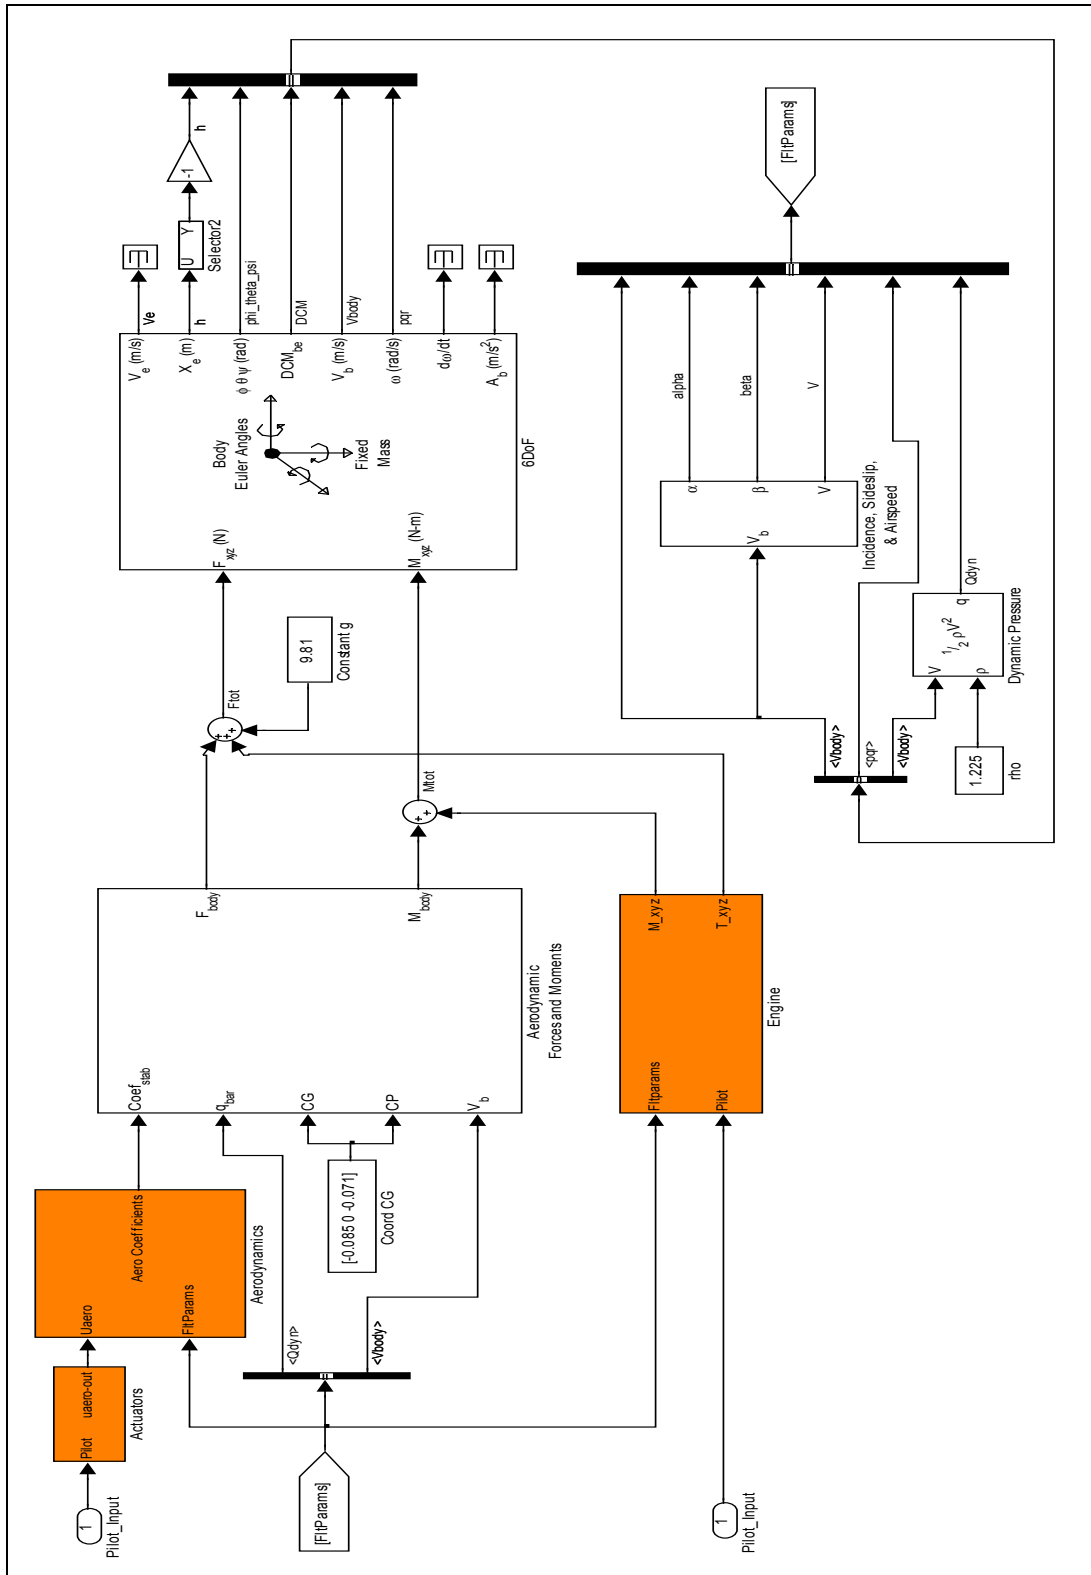 1
Pilot_Input
Pilot
uaero-out
Actuators
Uaero
FltParams
Aero Coefficients
Aerodynamics
[FltParams]
<Qdyn>
<Vbody>
[-0.085 0 -0.071]
Coord CG
Coef_stab
q_bar
CG
CP
V_b
F_body
M_body
Aerodynamic
Forces and Moments
1
Pilot_Input
Fltparams
Pilot
M_xyz
T_xyz
Engine
+
+
+
Ftot
9.81
Constant g
+
+
Mtot
F_xyz (N)
M_xyz (N-m)
Body
Euler Angles
Fixed
Mass
V_e (m/s)
X_e (m)
ϕ θ ψ (rad)
DCM_be
V_b (m/s)
ω (rad/s)
dω/dt
A_b (m/s²)
6DoF
Ve
h
phi_theta_psi
DCM
Vbody
pqr
U Y
Selector2
-1
h
<Vbody>
<pqr>
<Vbody>
1.225
rho
V
ρ
1/2 ρV²
q
Dynamic Pressure
Qdyn
V_b
α
β
V
Incidence, Sideslip,
& Airspeed
alpha
beta
V
[FltParams]